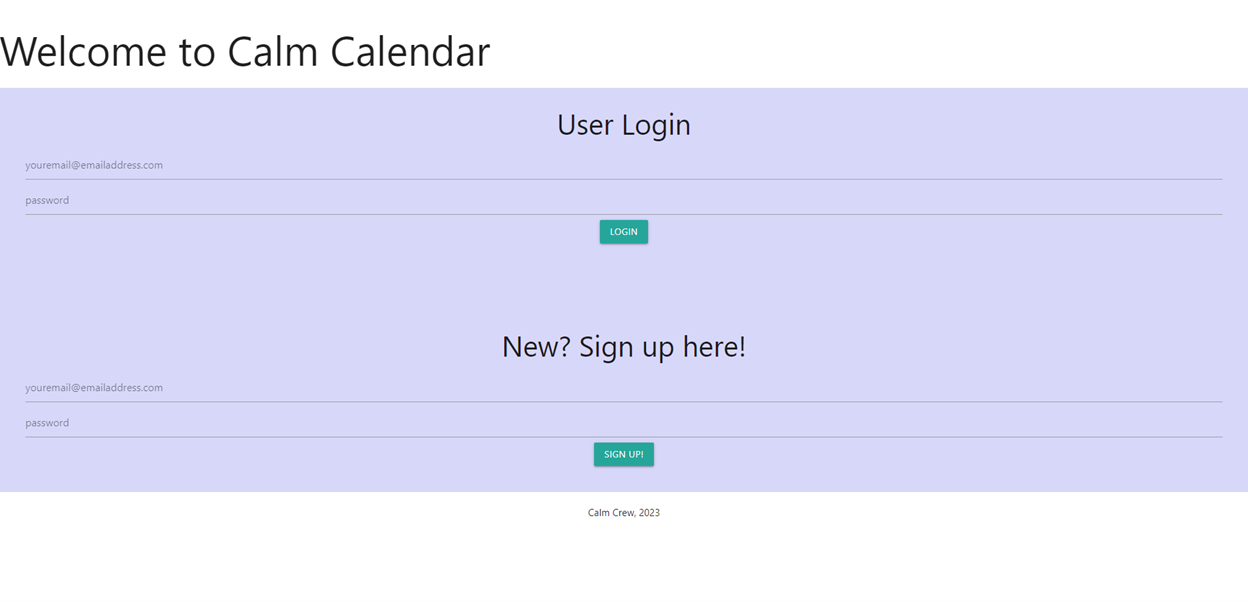 Welcome to Calm Calendar
User Login
youremail@emailaddress.com
password
LOGIN
New? Sign up here!
youremail@emailaddress.com
password
SIGN UP!
Calm Crew, 2023